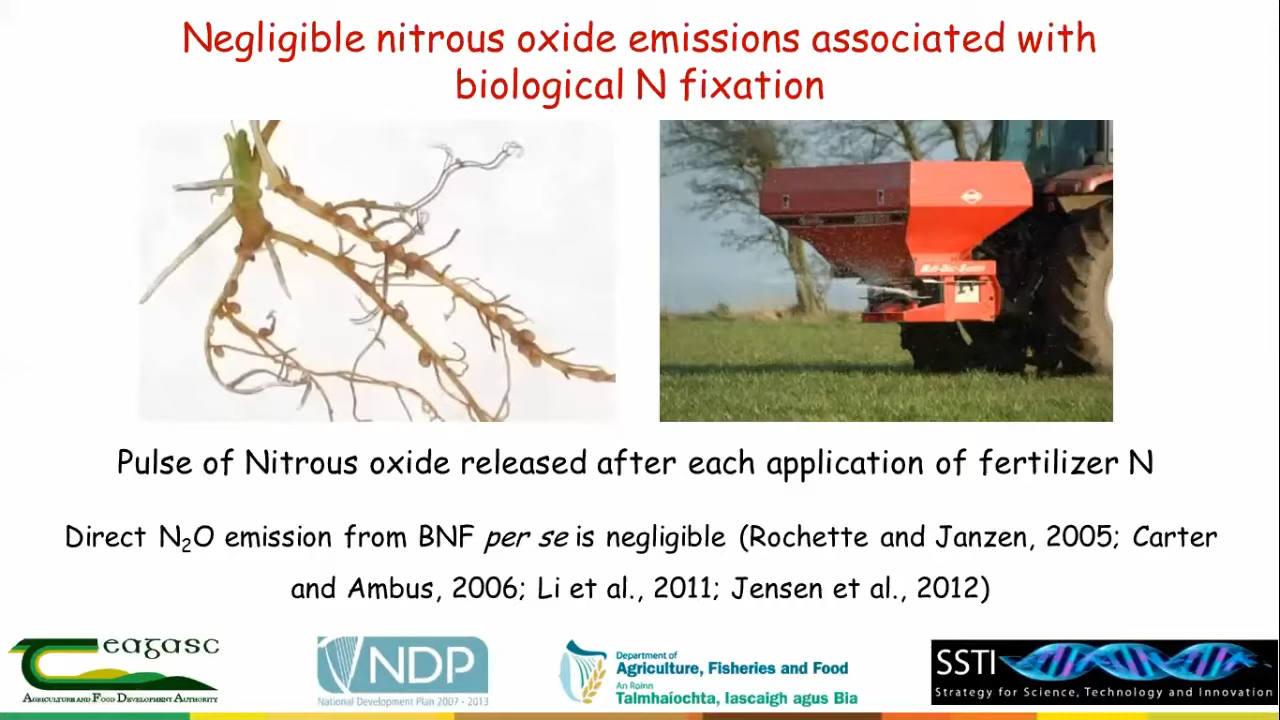 Negligible nitrous oxide emissions associated with
biological N fixation
Pulse of Nitrous oxide released after each application of fertilizer N
Direct N₂O emission from BNF per se is negligible (Rochette and Janzen, 2005; Carter
and Ambus, 2006; Li et al., 2011; Jensen et al., 2012)
Teagasc
AGRICULTURE AND FOOD DEVELOPMENT AUTHORITY
NDP
National Development Plan 2007 - 2013
Department of
Agriculture, Fisheries and Food
An Roinn
Talmhaíochta, Iascaigh agus Bia
SSTI
Strategy for Science, Technology and Innovation